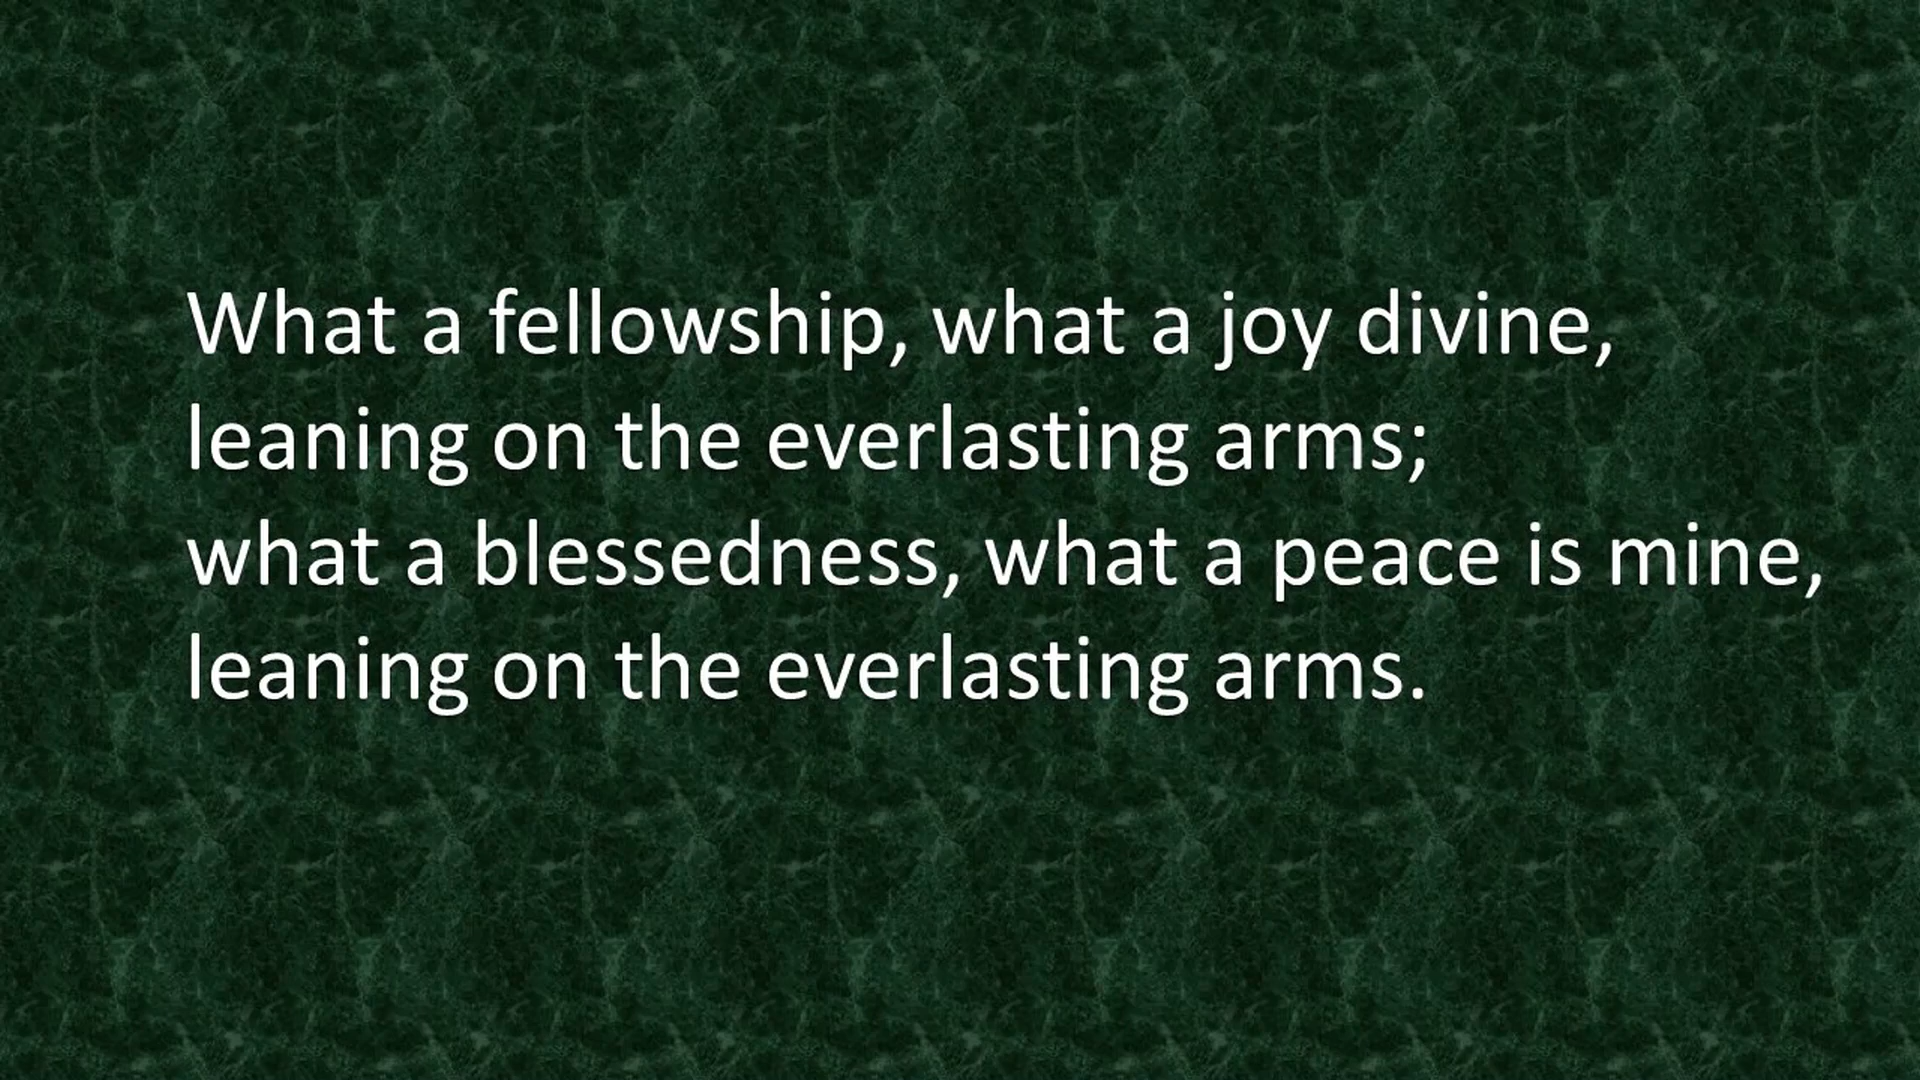 What a fellowship, what a joy divine,
leaning on the everlasting arms;
what a blessedness, what a peace is mine,
leaning on the everlasting arms.